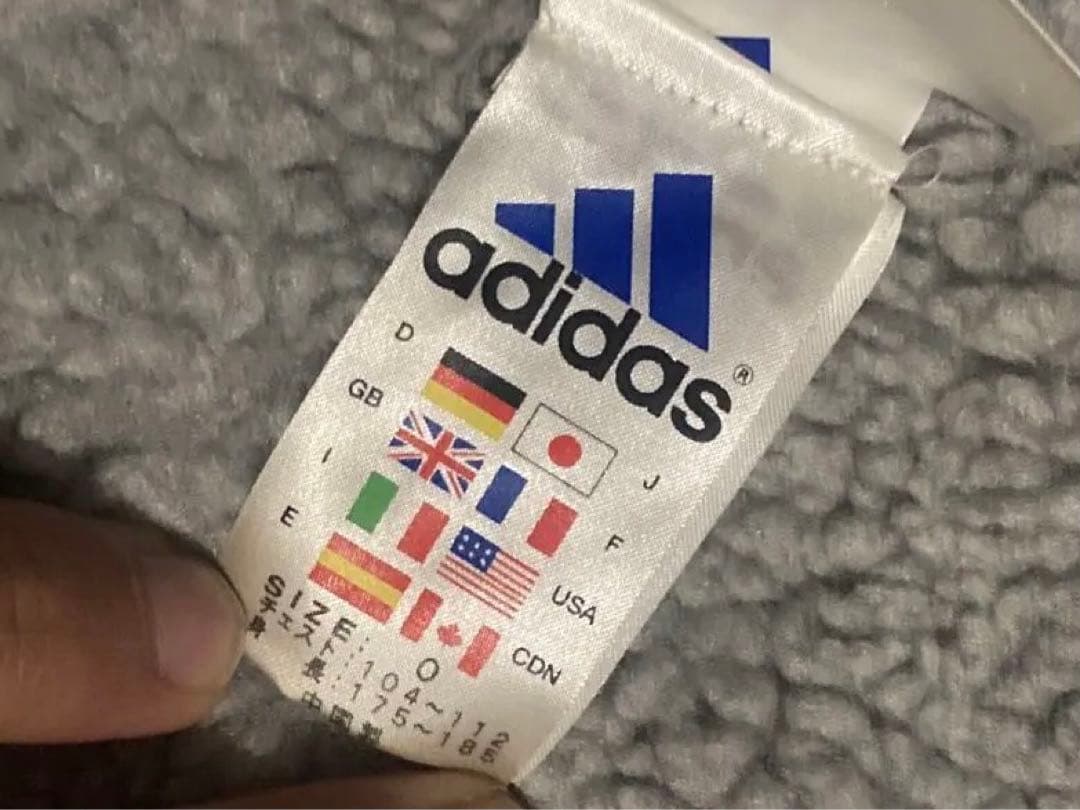 adidas®
D J
GB F
I USA
E CDN
SIZE: O
チェスト:104~112
身長:175~185
中国製